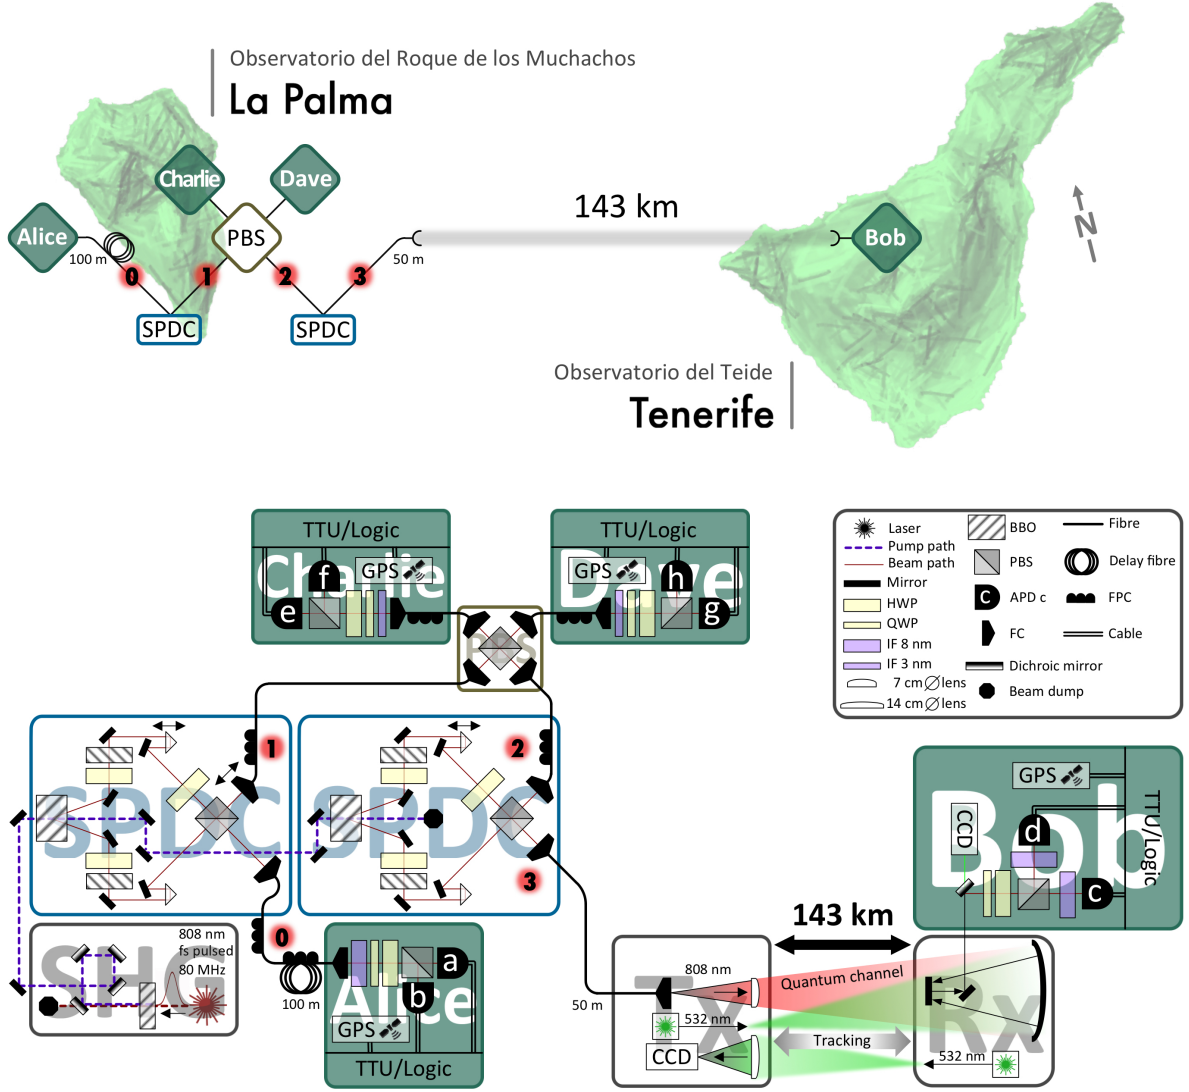 Observatorio del Roque de los Muchachos
La Palma
Charlie
Dave
143 km
Alice
PBS
Bob
100 m
50 m
N
0
1
2
3
SPDC
SPDC
Observatorio del Teide
Tenerife
TTU/Logic
Charlie
f
GPS
e
TTU/Logic
Dave
GPS
h
g
PBS
Laser
Pump path
Beam path
Mirror
HWP
QWP
IF 8 nm
IF 3 nm
7 cm ∅ lens
14 cm ∅ lens
BBO
PBS
c
APD c
FC
Dichroic mirror
Beam dump
Fibre
Delay fibre
FPC
Cable
1
SPDC
2
SPDC
3
0
SHG
808 nm
fs pulsed
80 MHz
100 m
Alice
a
b
GPS
TTU/Logic
Bob
GPS
CCD
d
c
TTU/Logic
143 km
50 m
Tx
808 nm
532 nm
CCD
Quantum channel
Tracking
Rx
532 nm